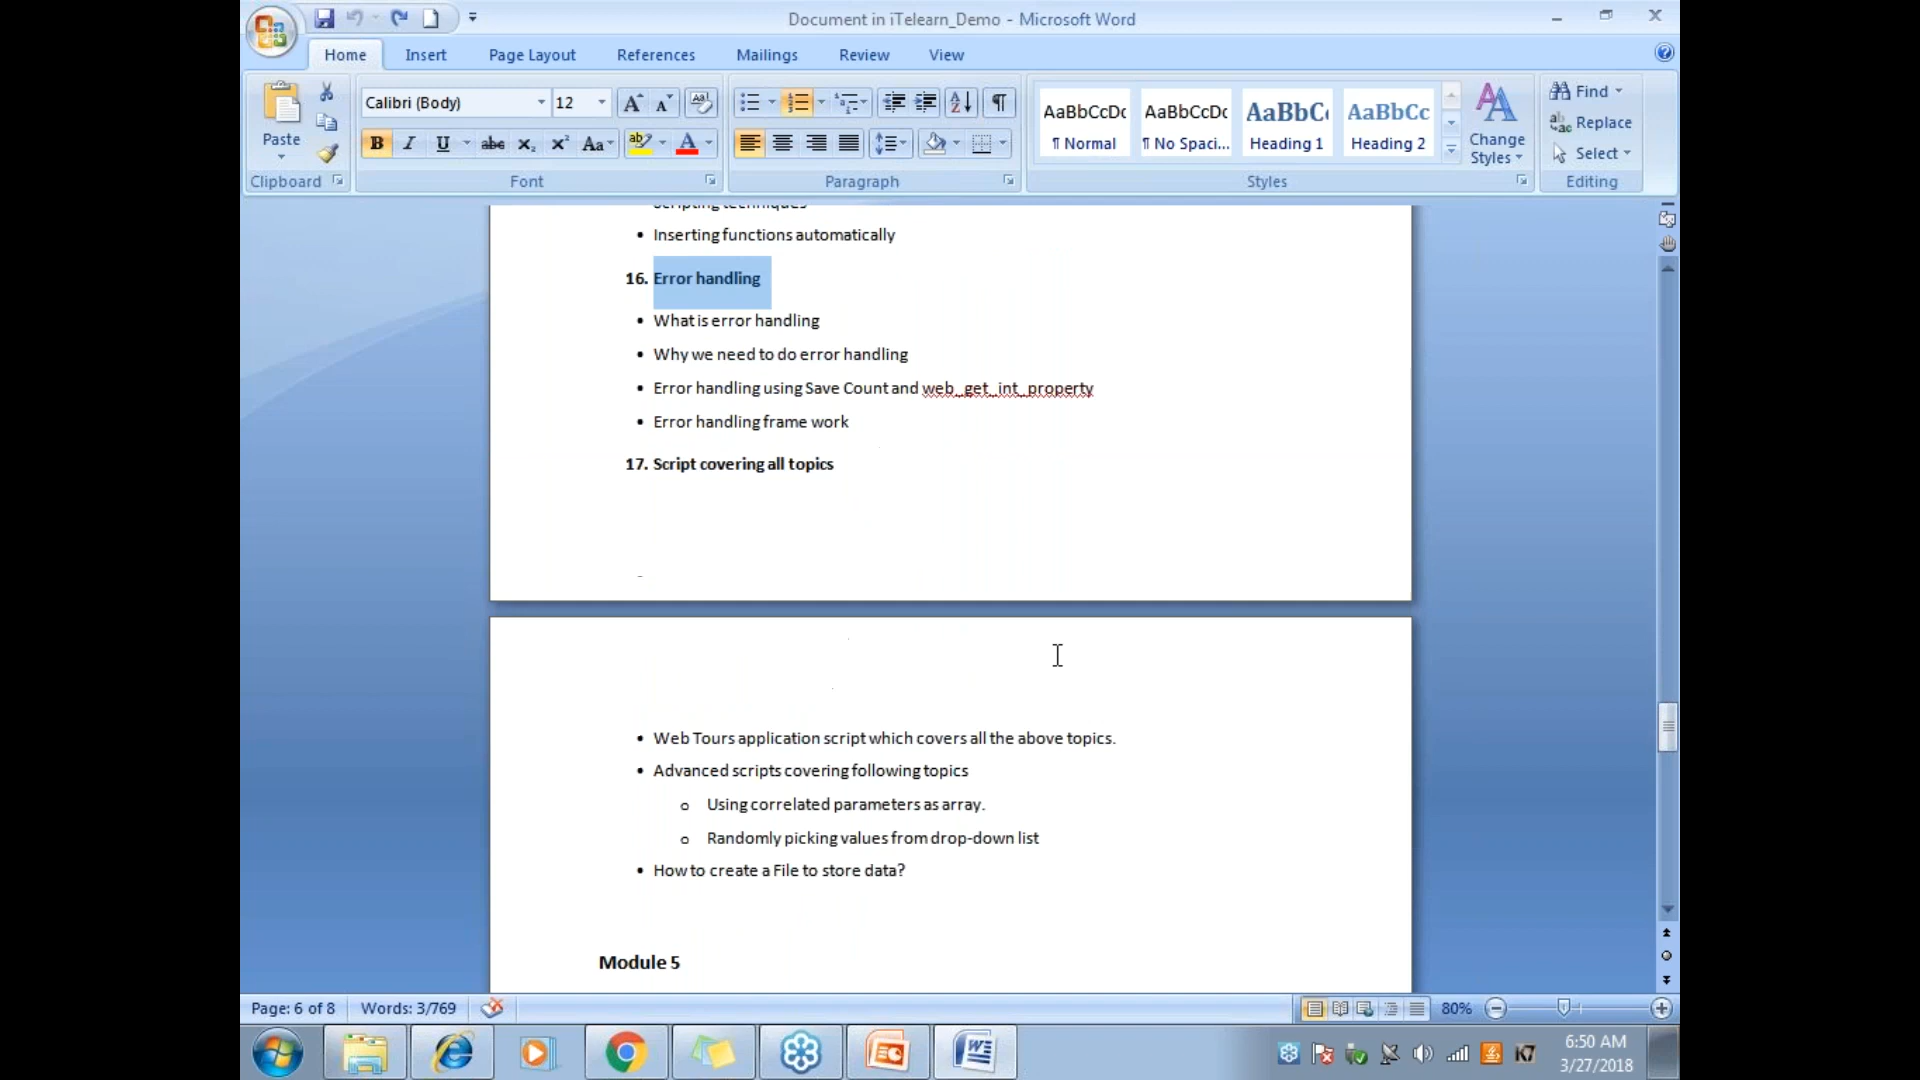 Document in iTelearn_Demo - Microsoft Word
Home Insert Page Layout References Mailings Review View
Paste
Clipboard
Calibri (Body) 12
Font
Paragraph
AaBbCcDc AaBbCcDc AaBbC AaBbCc
¶ Normal ¶ No Spaci... Heading 1 Heading 2
Change Styles
Styles
Find
Replace
Select
Editing
Scripting techniques
• Inserting functions automatically
16. Error handling
• What is error handling
• Why we need to do error handling
• Error handling using Save Count and web_get_int_property
• Error handling frame work
17. Script covering all topics
• Web Tours application script which covers all the above topics.
• Advanced scripts covering following topics
o Using correlated parameters as array.
o Randomly picking values from drop-down list
• How to create a File to store data?
Module 5
Page: 6 of 8 Words: 3/769 80%
6:50 AM
3/27/2018